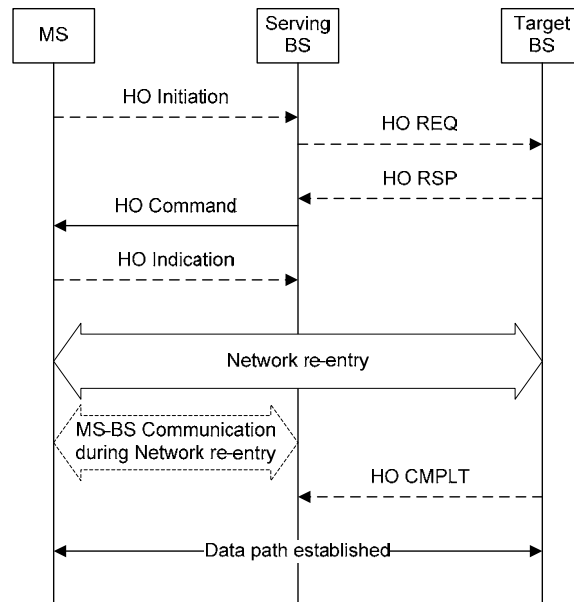 MS
Serving
BS
Target
BS
HO Initiation
HO REQ
HO RSP
HO Command
HO Indication
Network re-entry
MS-BS Communication
during Network re-entry
HO CMPLT
Data path established